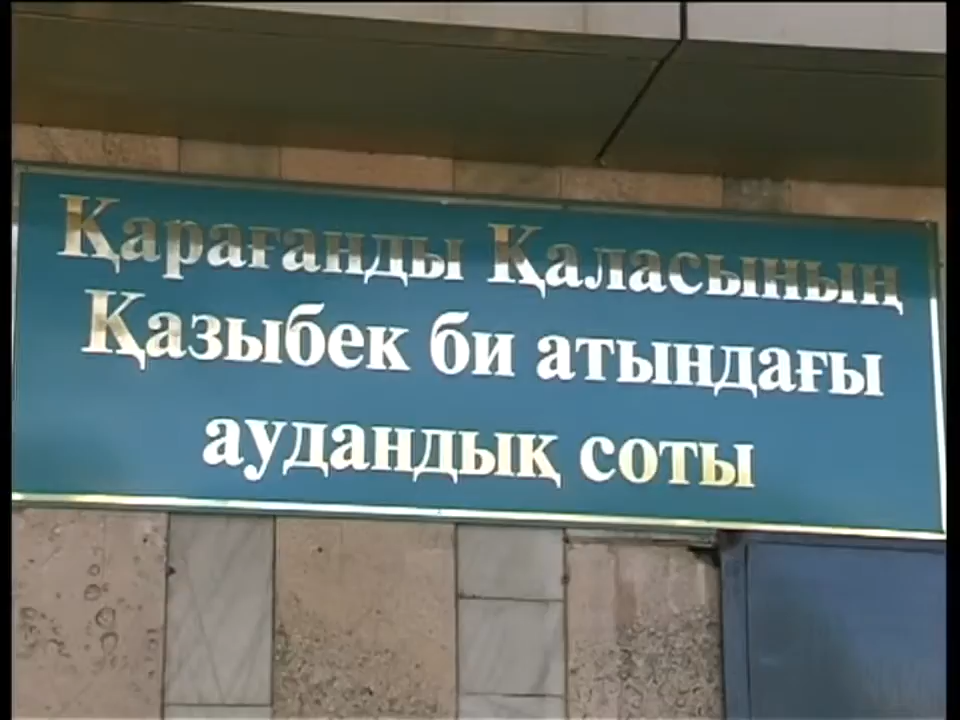 Қарағанды Қаласының
Қазыбек би атындағы
аудандық соты